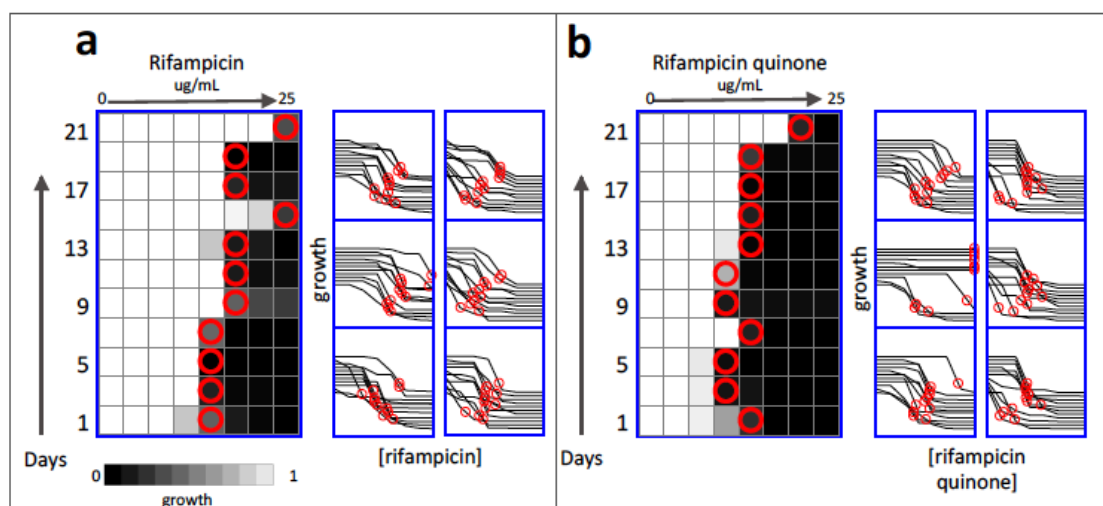 a
Rifampicin
ug/mL
0
25
21
17
13
9
5
1
Days
growth
[rifampicin]
0
1
growth
b
Rifampicin quinone
ug/mL
0
25
21
17
13
9
5
1
Days
growth
[rifampicin
quinone]